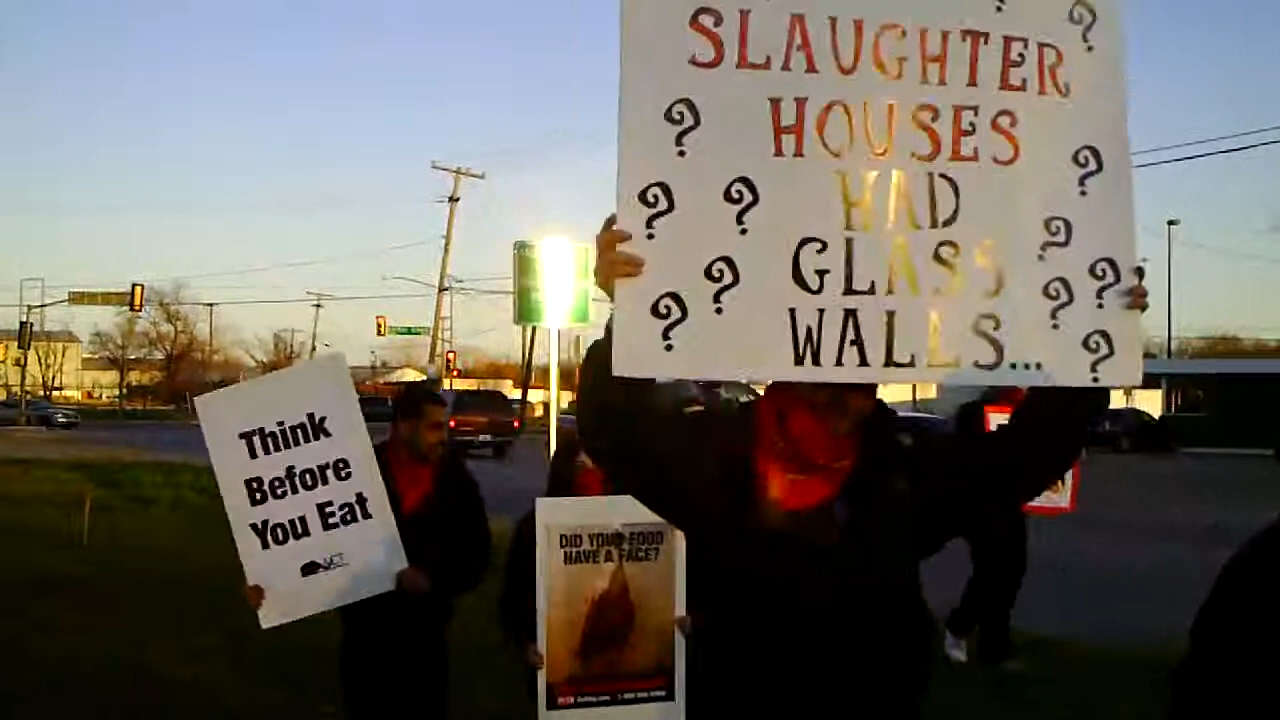 SLAUGHTER
HOUSES
HAD
GLASS
WALLS...
Think
Before
You Eat
DID YOUR FOOD
HAVE A FACE?